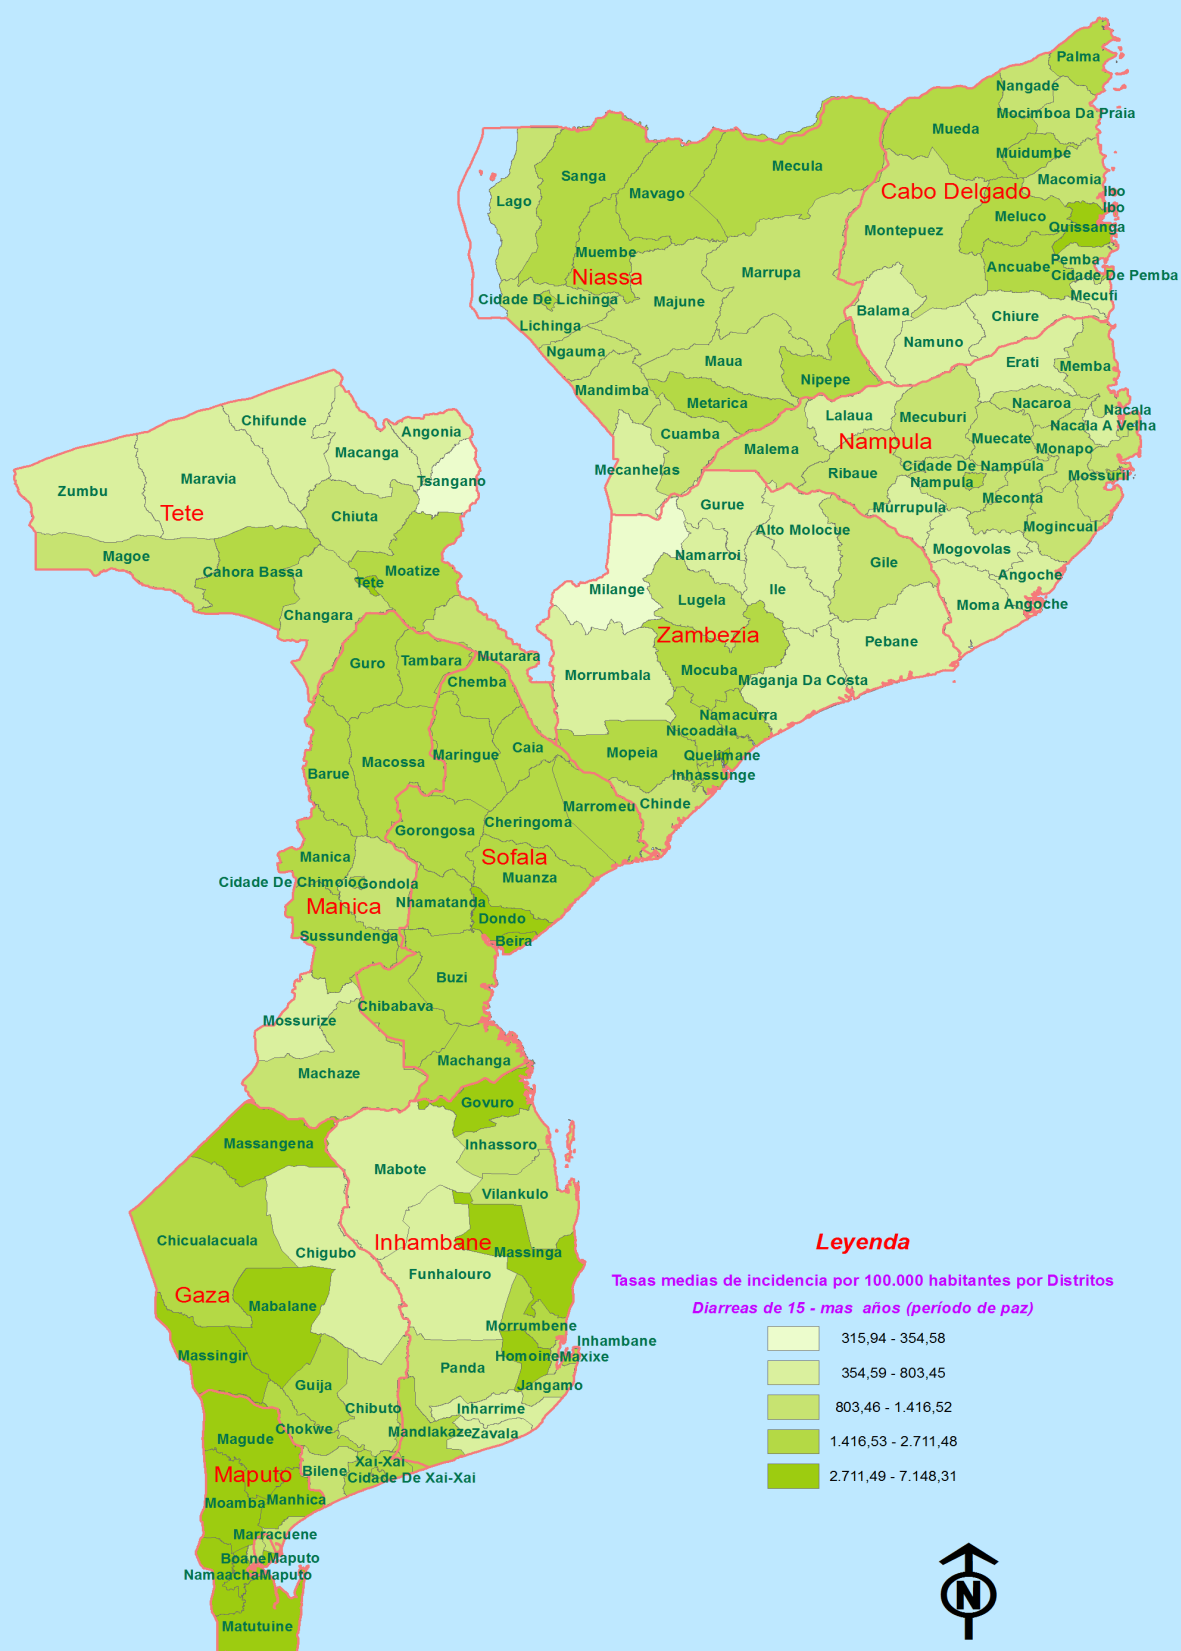 Palma
Nangade
Mocimboa Da Praia
Mueda
Muidumbe
Mecula
Sanga
Mavago
Macomia
Cabo Delgado
Ibo
Lago
Ibo
Meluco
Quissanga
Montepuez
Muembe
Pemba
Ancuabe
Niassa
Marrupa
Cidade De Pemba
Mecufi
Cidade De Lichinga
Majune
Balama
Chiure
Lichinga
Namuno
Ngauma
Maua
Erati
Memba
Nipepe
Mandimba
Metarica
Nacaroa
Nacala
Chifunde
Lalaua
Mecuburi
Nacala A Velha
Angonia
Cuamba
Muecate
Nampula
Monapo
Macanga
Malema
Mecanhelas
Cidade De Nampula
Ribaue
Mossuril
Maravia
Tsangano
Nampula
Zumbu
Meconta
Gurue
Murrupula
Tete
Chiuta
Mogincual
Alto Molocue
Mogovolas
Magoe
Namarroi
Gile
Cahora Bassa
Moatize
Angoche
Tete
Milange
Ile
Lugela
Moma
Angoche
Changara
Zambezia
Pebane
Mutarara
Guro
Tambara
Mocuba
Morrumbala
Chemba
Maganja Da Costa
Namacurra
Nicoadala
Caia
Maringue
Mopeia
Quelimane
Macossa
Barue
Inhassunge
Marromeu
Chinde
Cheringoma
Gorongosa
Manica
Sofala
Muanza
Cidade De Chimoio
Gondola
Nhamatanda
Manica
Dondo
Sussundenga
Beira
Buzi
Chibabava
Mossurize
Machanga
Machaze
Govuro
Massangena
Inhassoro
Mabote
Vilankulo
Chicualacuala
Inhambane
Massinga
Chigubo
Funhalouro
Gaza
Mabalane
Morrumbene
Inhambane
Massingir
Homoine
Maxixe
Panda
Guija
Jangamo
Chibuto
Inharrime
Chokwe
Mandlakaze
Zavala
Magude
Xai-Xai
Bilene
Maputo
Cidade De Xai-Xai
Manhica
Moamba
Marracuene
Boane
Maputo
Namaacha
Maputo
Matutuine
Leyenda
Tasas medias de incidencia por 100.000 habitantes por Distritos
Diarreas de 15 - mas años (período de paz)
315,94 - 354,58
354,59 - 803,45
803,46 - 1.416,52
1.416,53 - 2.711,48
2.711,49 - 7.148,31
N